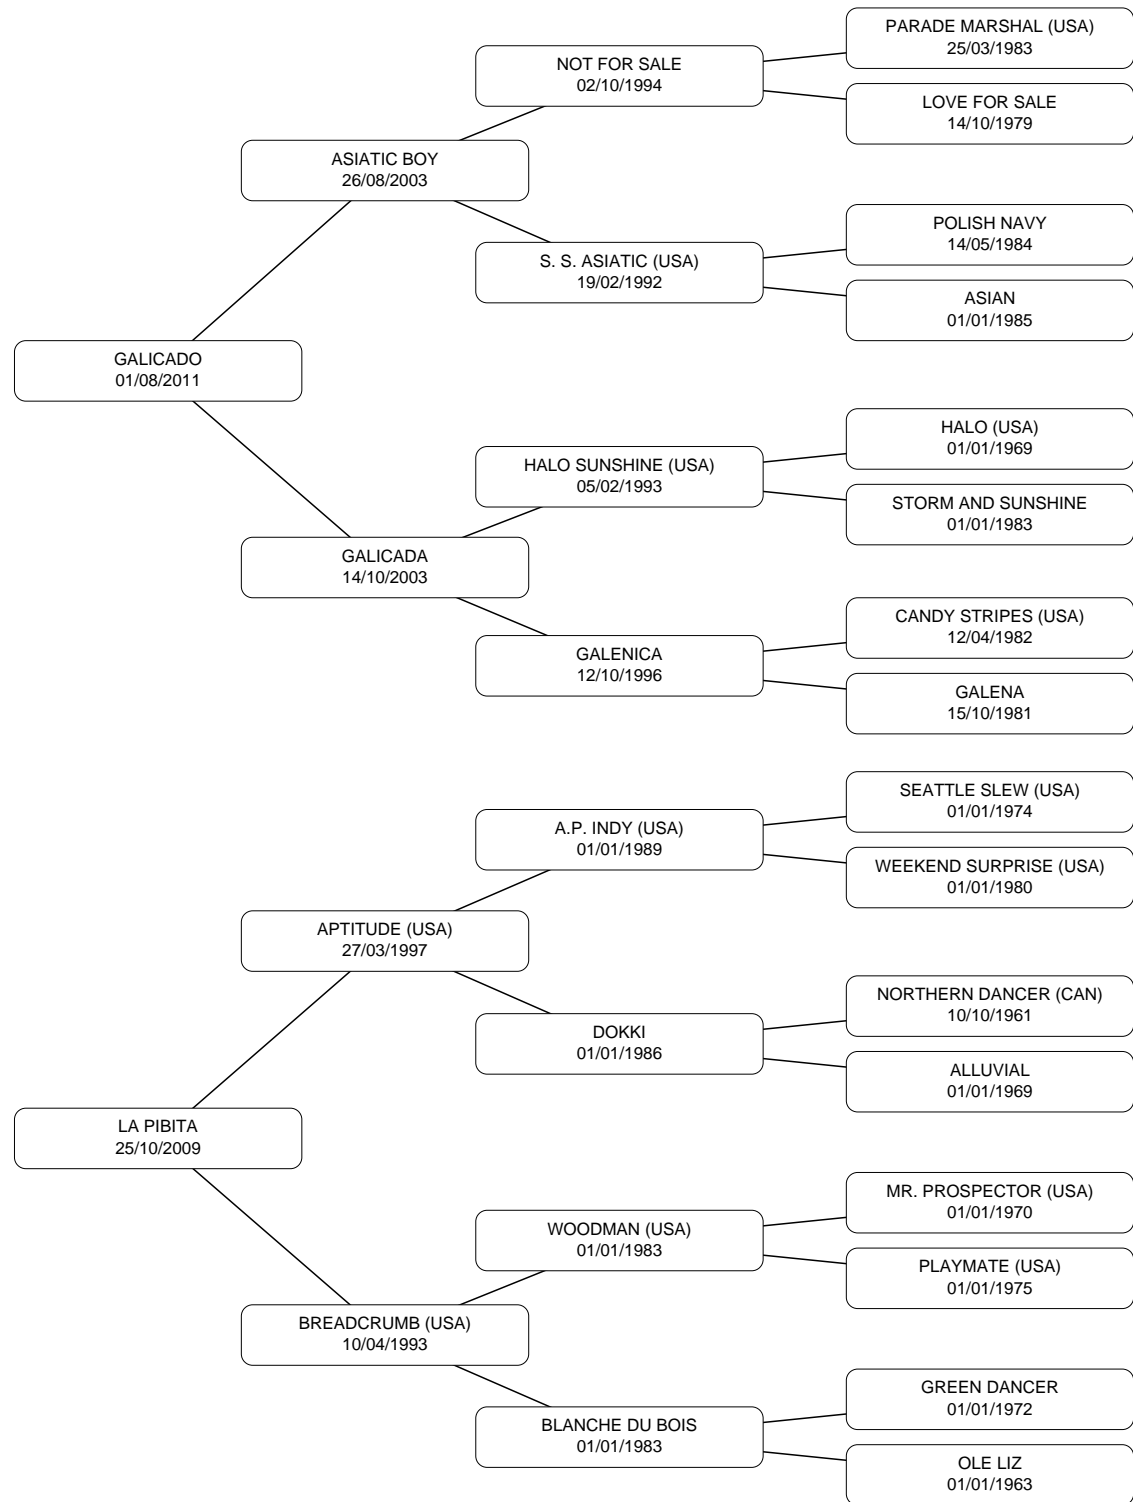 PARADE MARSHAL (USA)
25/03/1983
NOT FOR SALE
02/10/1994
LOVE FOR SALE
14/10/1979
ASIATIC BOY
26/08/2003
POLISH NAVY
14/05/1984
S. S. ASIATIC (USA)
19/02/1992
ASIAN
01/01/1985
GALICADO
01/08/2011
HALO (USA)
01/01/1969
HALO SUNSHINE (USA)
05/02/1993
STORM AND SUNSHINE
01/01/1983
GALICADA
14/10/2003
CANDY STRIPES (USA)
12/04/1982
GALENICA
12/10/1996
GALENA
15/10/1981
SEATTLE SLEW (USA)
01/01/1974
A.P. INDY (USA)
01/01/1989
WEEKEND SURPRISE (USA)
01/01/1980
APTITUDE (USA)
27/03/1997
NORTHERN DANCER (CAN)
10/10/1961
DOKKI
01/01/1986
ALLUVIAL
01/01/1969
LA PIBITA
25/10/2009
MR. PROSPECTOR (USA)
01/01/1970
WOODMAN (USA)
01/01/1983
PLAYMATE (USA)
01/01/1975
BREADCRUMB (USA)
10/04/1993
GREEN DANCER
01/01/1972
BLANCHE DU BOIS
01/01/1983
OLE LIZ
01/01/1963